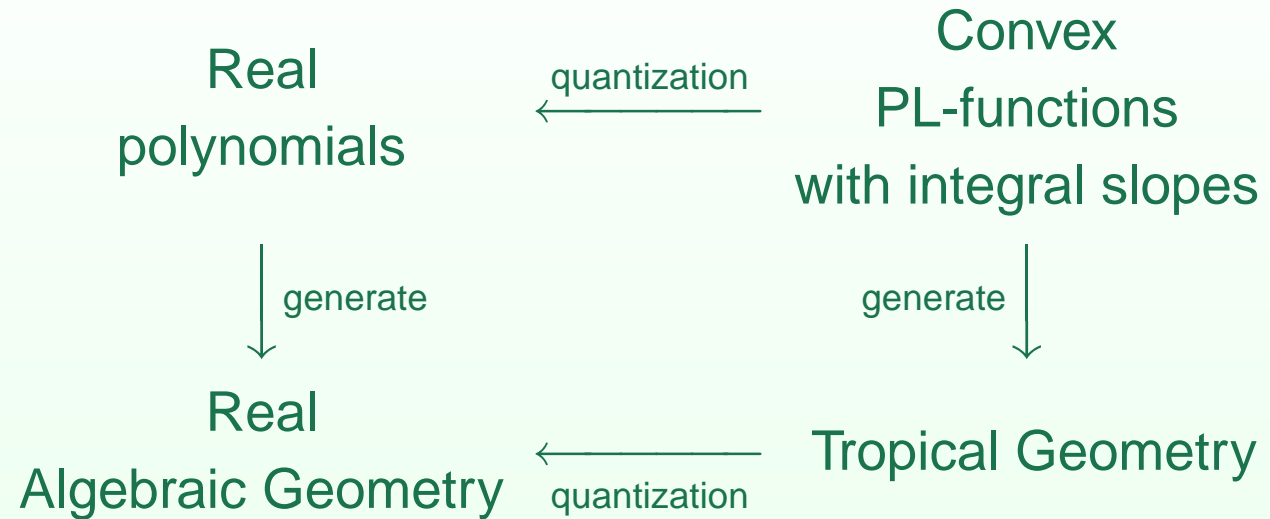 Real
polynomials
quantization
Convex
PL-functions
with integral slopes
generate
generate
Real
Algebraic Geometry
quantization
Tropical Geometry